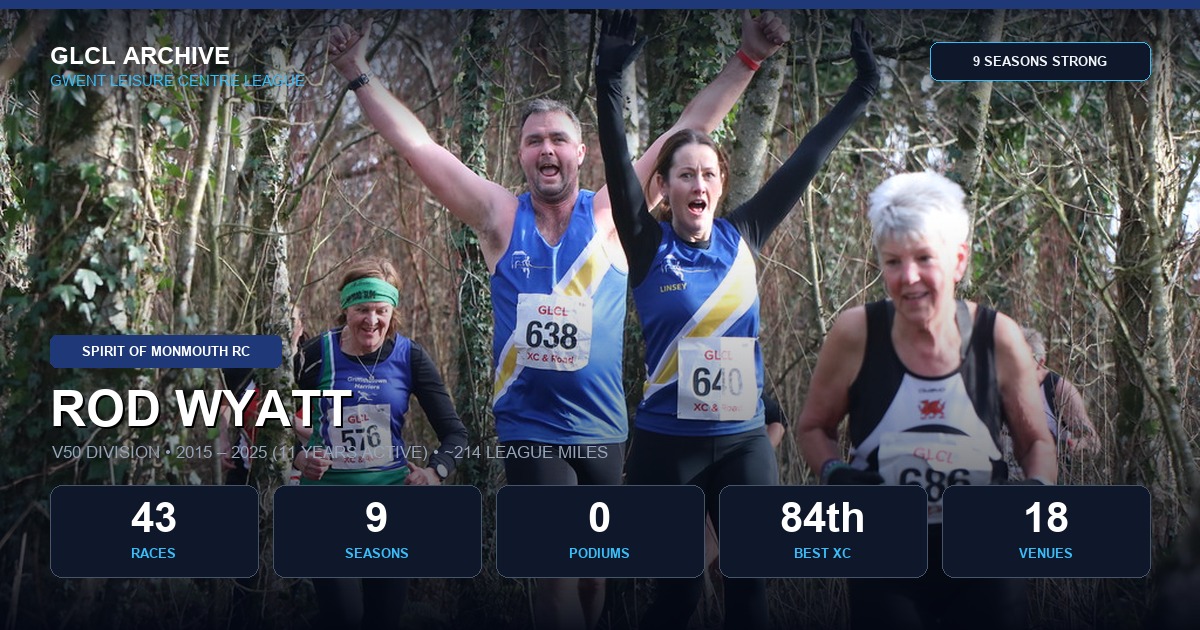 GLCL ARCHIVE
GWENT LEISURE CENTRE LEAGUE
9 SEASONS STRONG
SPIRIT OF MONMOUTH RC
ROD WYATT
V50 DIVISION • 2015 – 2025 (11 YEARS ACTIVE) • ~214 LEAGUE MILES
43
RACES
9
SEASONS
0
PODIUMS
84th
BEST XC
18
VENUES
GLCL
638
XC & Road
LINSEY
GLCL
640
XC & Road
Griffithstown
Harriers
GLCL
576
GLCL
686